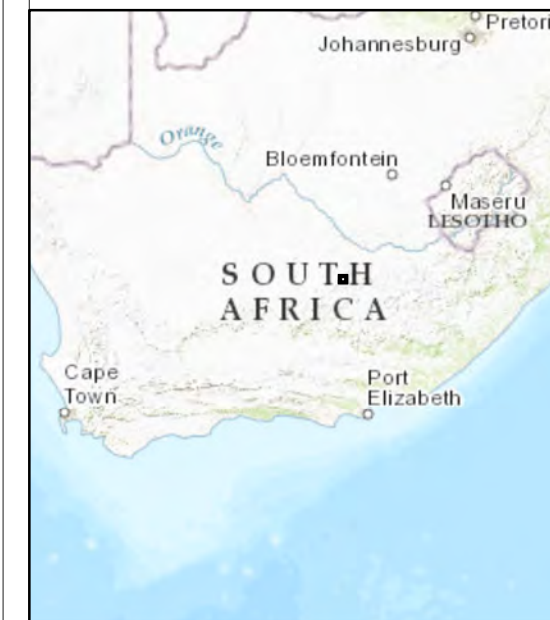 Pretori
Johannesburg
Orange
Bloemfontein
Maseru
LESOTHO
SOUTH
AFRICA
Cape
Town
Port
Elizabeth